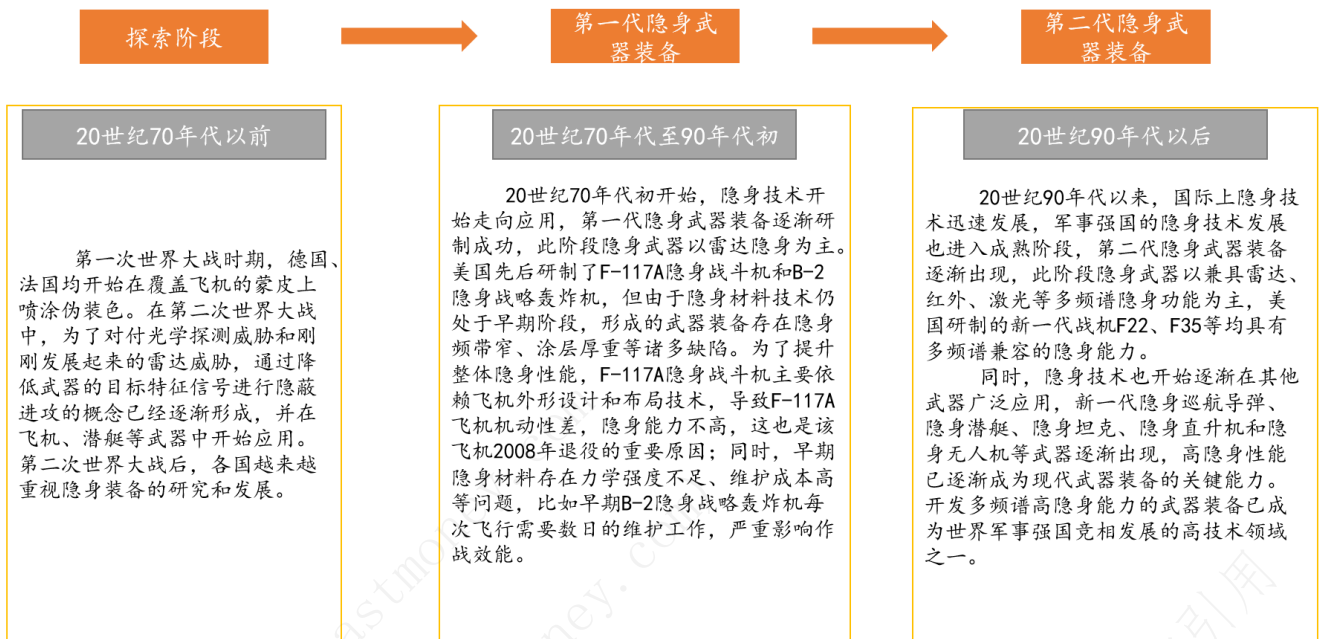 探索阶段
第一代隐身武
器装备
第二代隐身武
器装备
20世纪70年代以前
第一次世界大战时期，德国、
法国均开始在覆盖飞机的蒙皮上
喷涂伪装色。在第二次世界大战
中，为了对付光学探测威胁和刚
刚发展起来的雷达威胁，通过降
低武器的目标特征信号进行隐蔽
进攻的概念已经逐渐形成，并在
飞机、潜艇等武器中开始应用。
第二次世界大战后，各国越来越
重视隐身装备的研究和发展。
20世纪70年代至90年代初
20世纪70年代初开始，隐身技术开
始走向应用，第一代隐身武器装备逐渐研
制成功，此阶段隐身武器以雷达隐身为主。
美国先后研制了F-117A隐身战斗机和B-2
隐身战略轰炸机，但由于隐身材料技术仍
处于早期阶段，形成的武器装备存在隐身
频带窄、涂层厚重等诸多缺陷。为了提升
整体隐身性能，F-117A隐身战斗机主要依
赖飞机外形设计和布局技术，导致F-117A
飞机机动性差，隐身能力不高，这也是该
飞机2008年退役的重要原因；同时，早期
隐身材料存在力学强度不足、维护成本高
等问题，比如早期B-2隐身战略轰炸机每
次飞行需要数日的维护工作，严重影响作
战效能。
20世纪90年代以后
20世纪90年代以来，国际上隐身技
术迅速发展，军事强国的隐身技术发展
也进入成熟阶段，第二代隐身武器装备
逐渐出现，此阶段隐身武器以兼具雷达、
红外、激光等多频谱隐身功能为主，美
国研制的新一代战机F22、F35等均具有
多频谱兼容的隐身能力。
同时，隐身技术也开始逐渐在其他
武器广泛应用，新一代隐身巡航导弹、
隐身潜艇、隐身坦克、隐身直升机和隐
身无人机等武器逐渐出现，高隐身性能
已逐渐成为现代武器装备的关键能力。
开发多频谱高隐身能力的武器装备已成
为世界军事强国竞相发展的高技术领域
之一。